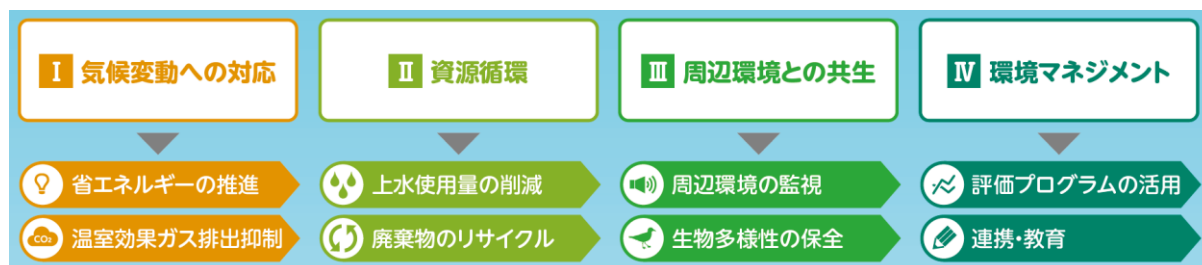 Ⅰ 気候変動への対応
省エネルギーの推進
CO₂ 温室効果ガス排出抑制
Ⅱ 資源循環
上水使用量の削減
廃棄物のリサイクル
Ⅲ 周辺環境との共生
周辺環境の監視
生物多様性の保全
Ⅳ 環境マネジメント
評価プログラムの活用
連携・教育